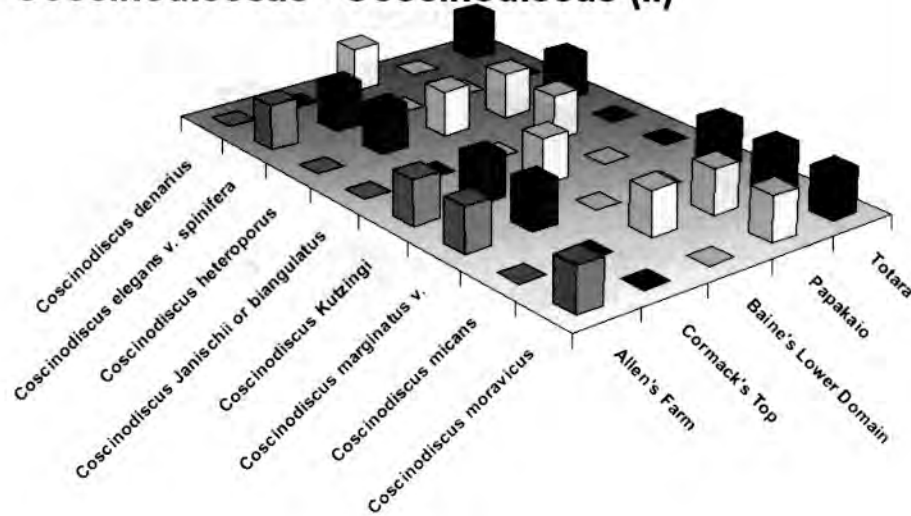 Coscinodiscus denarius
Coscinodiscus elegans v. spinifera
Coscinodiscus heteroporus
Coscinodiscus Janischii or biangulatus
Coscinodiscus Kutzingi
Coscinodiscus marginatus v.
Coscinodiscus micans
Coscinodiscus moravicus
Allen's Farm
Cormack's Top
Baine's Lower Domain
Papakaio
Totara